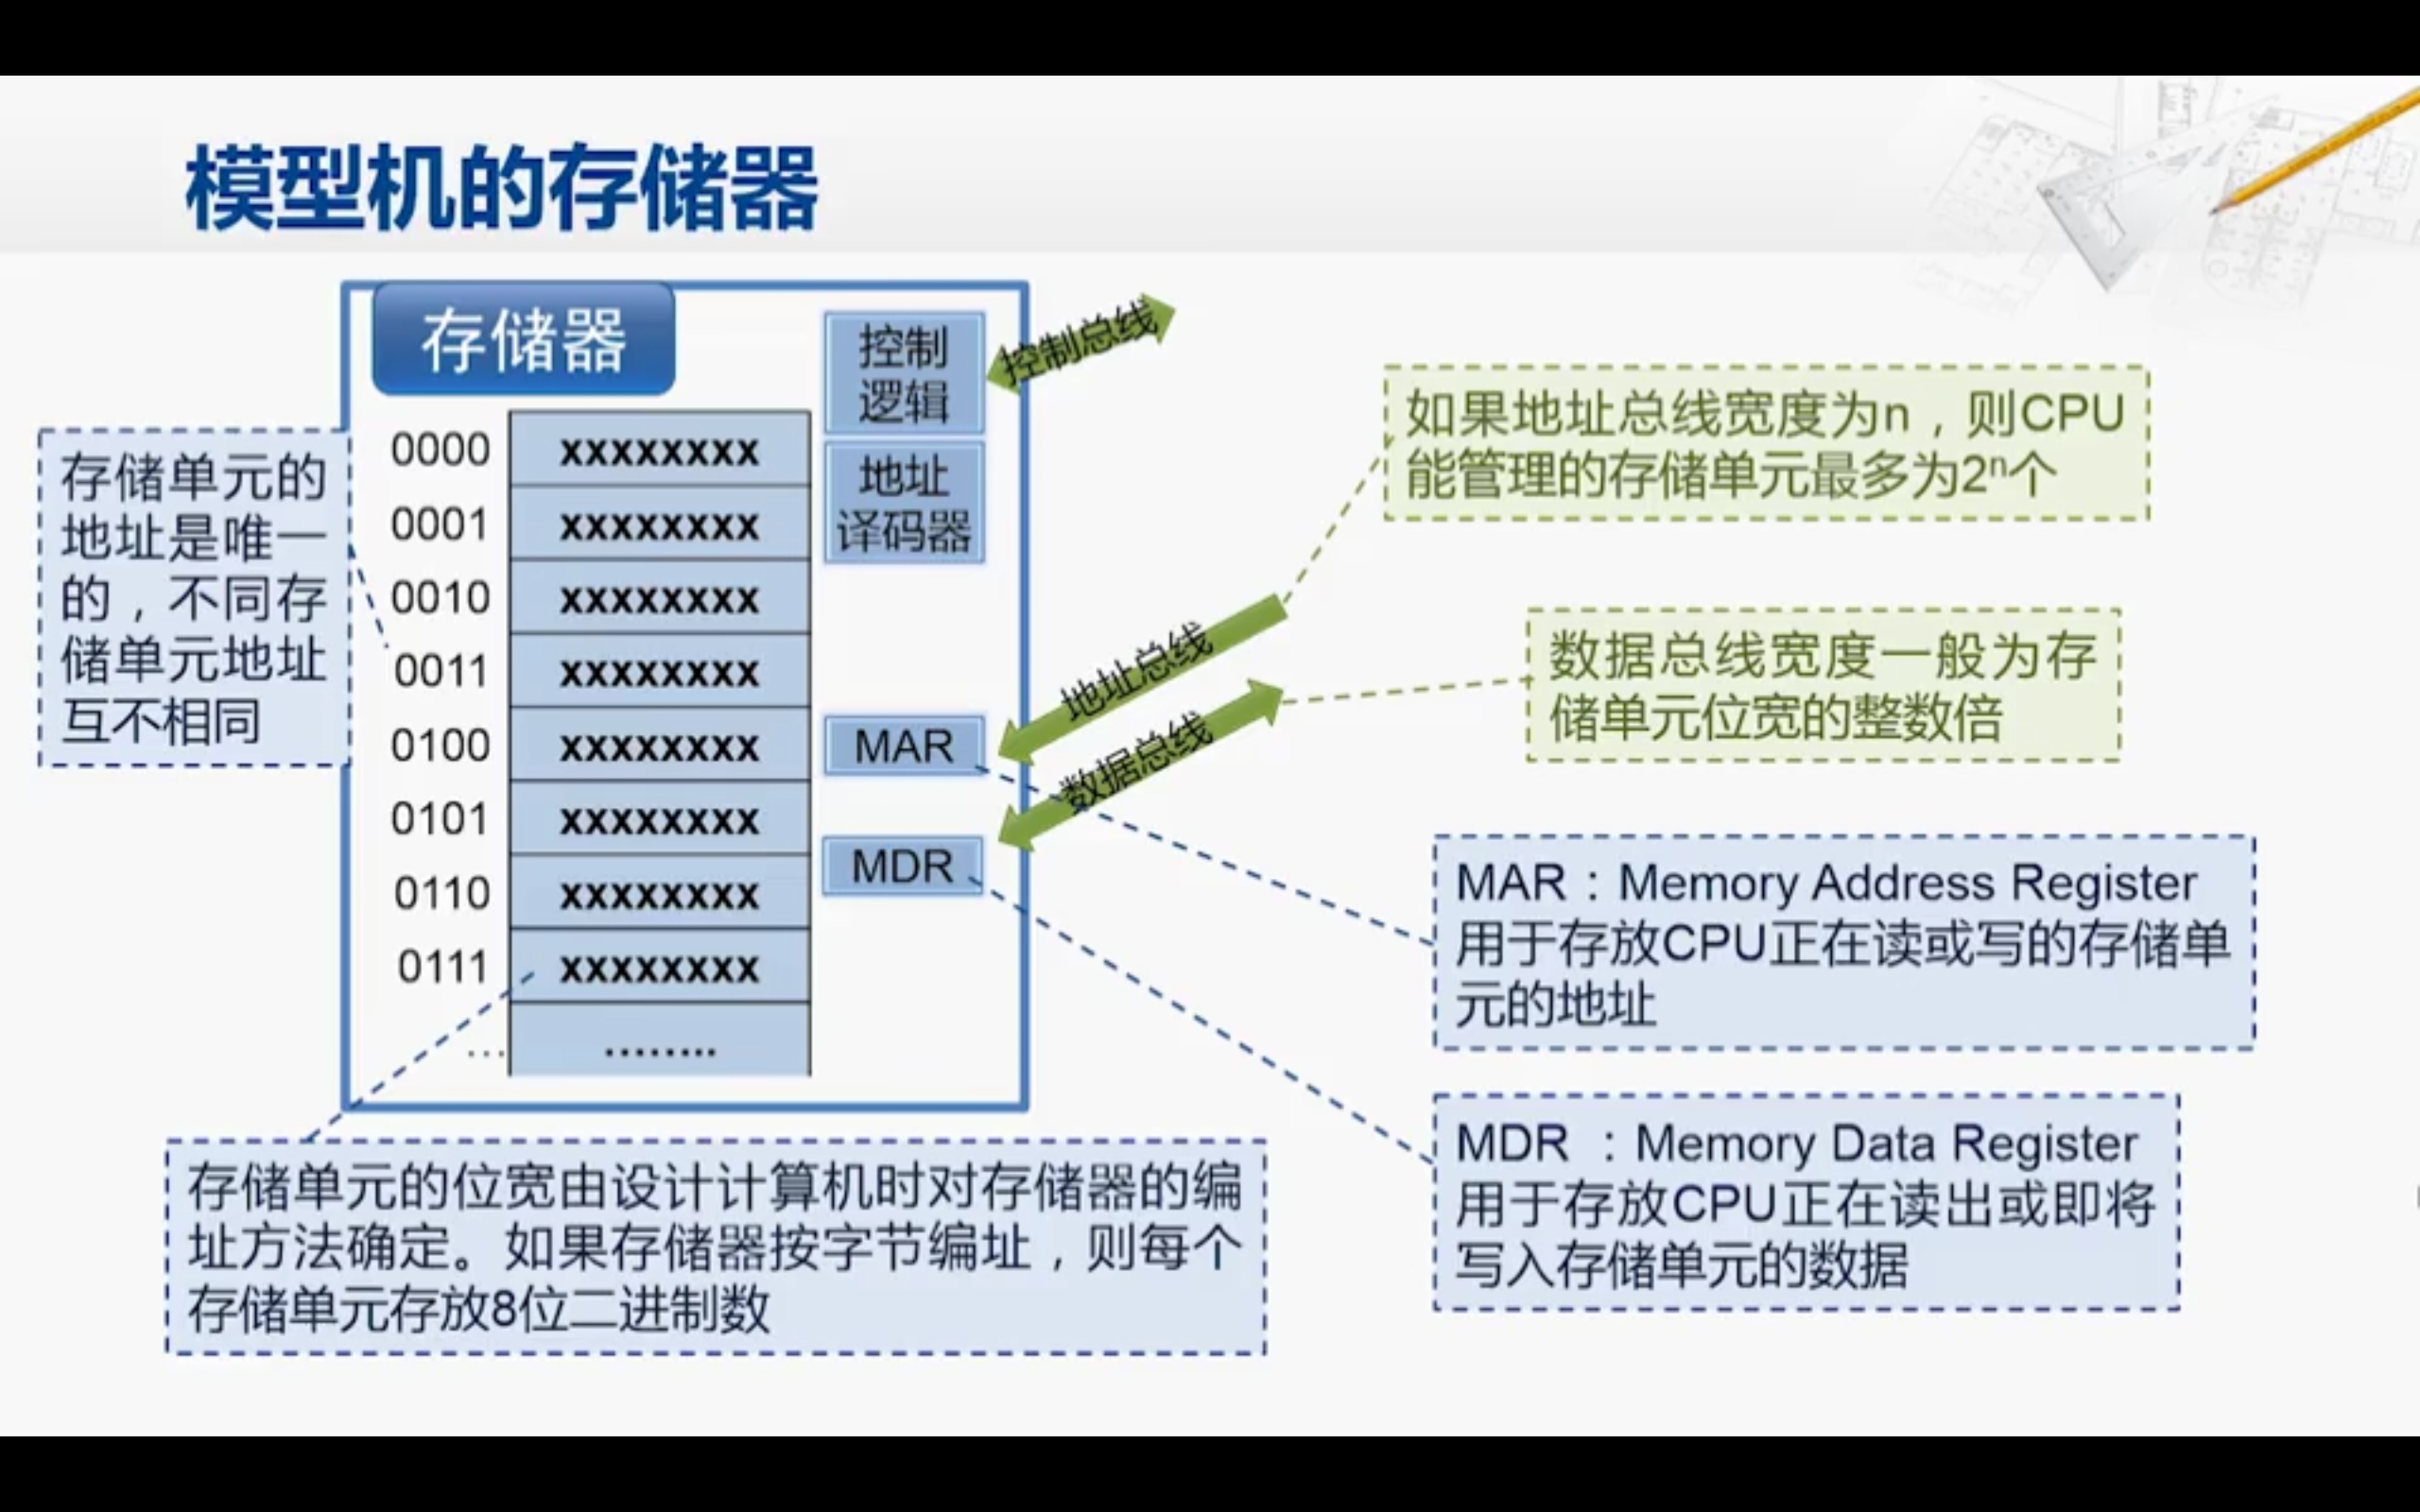 模型机的存储器
存储器
控制
逻辑
控制总线
地址
译码器
存储单元的
地址是唯一
的，不同存
储单元地址
互不相同
0000 xxxxxxxx
0001 xxxxxxxx
0010 xxxxxxxx
0011 xxxxxxxx
0100 xxxxxxxx
0101 xxxxxxxx
0110 xxxxxxxx
0111 xxxxxxxx
... ........
MAR
MDR
地址总线
数据总线
如果地址总线宽度为n，则CPU
能管理的存储单元最多为2ⁿ个
数据总线宽度一般为存
储单元位宽的整数倍
MAR：Memory Address Register
用于存放CPU正在读或写的存储单
元的地址
MDR ：Memory Data Register
用于存放CPU正在读出或即将
写入存储单元的数据
存储单元的位宽由设计计算机时对存储器的编
址方法确定。如果存储器按字节编址，则每个
存储单元存放8位二进制数